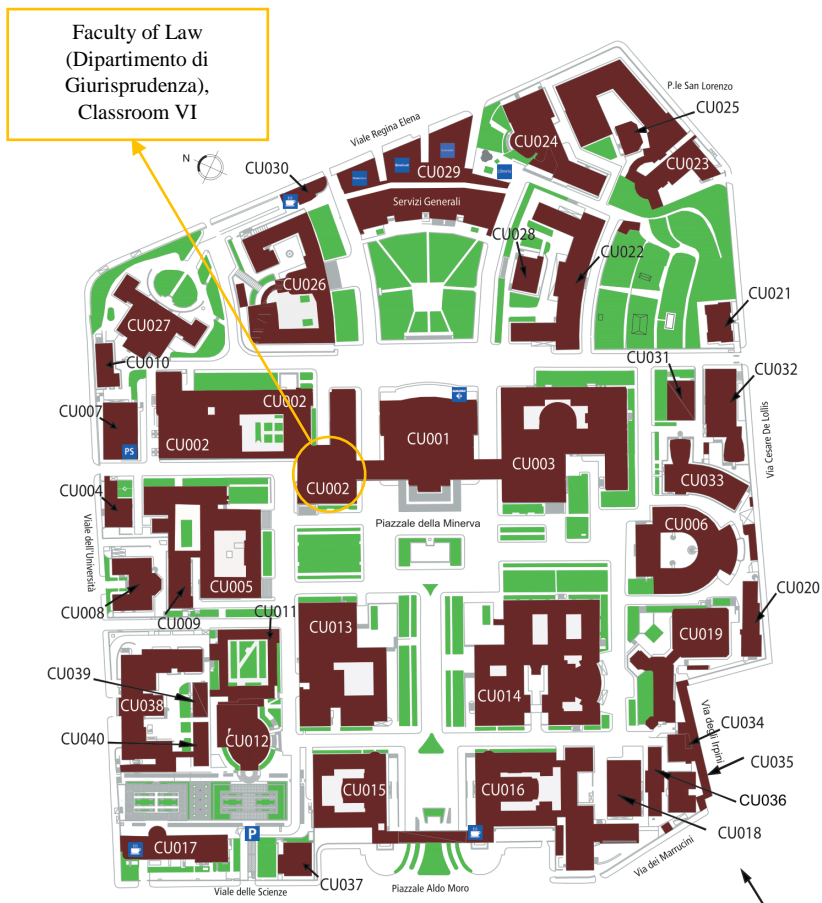 Faculty of Law
(Dipartimento di
Giurisprudenza),
Classroom VI
P.le San Lorenzo
CU025
Viale Regina Elena
CU024
N
CU030
CU029
CU023
Servizi Generali
CU028
CU022
CU026
CU021
CU027
CU031
CU010
CU032
CU002
CU007
CU001
CU002
PS
CU003
Via Cesare De Lollis
CU033
CU002
CU004
CU006
Piazzale della Minerva
Viale dell'Università
CU005
CU020
CU008
CU011
CU009
CU013
CU019
CU039
CU014
CU038
Via degli Irpini
CU034
CU040
CU012
CU035
CU015
CU016
CU036
CU018
P
CU017
Via dei Marrucini
CU037
Viale delle Scienze
Piazzale Aldo Moro